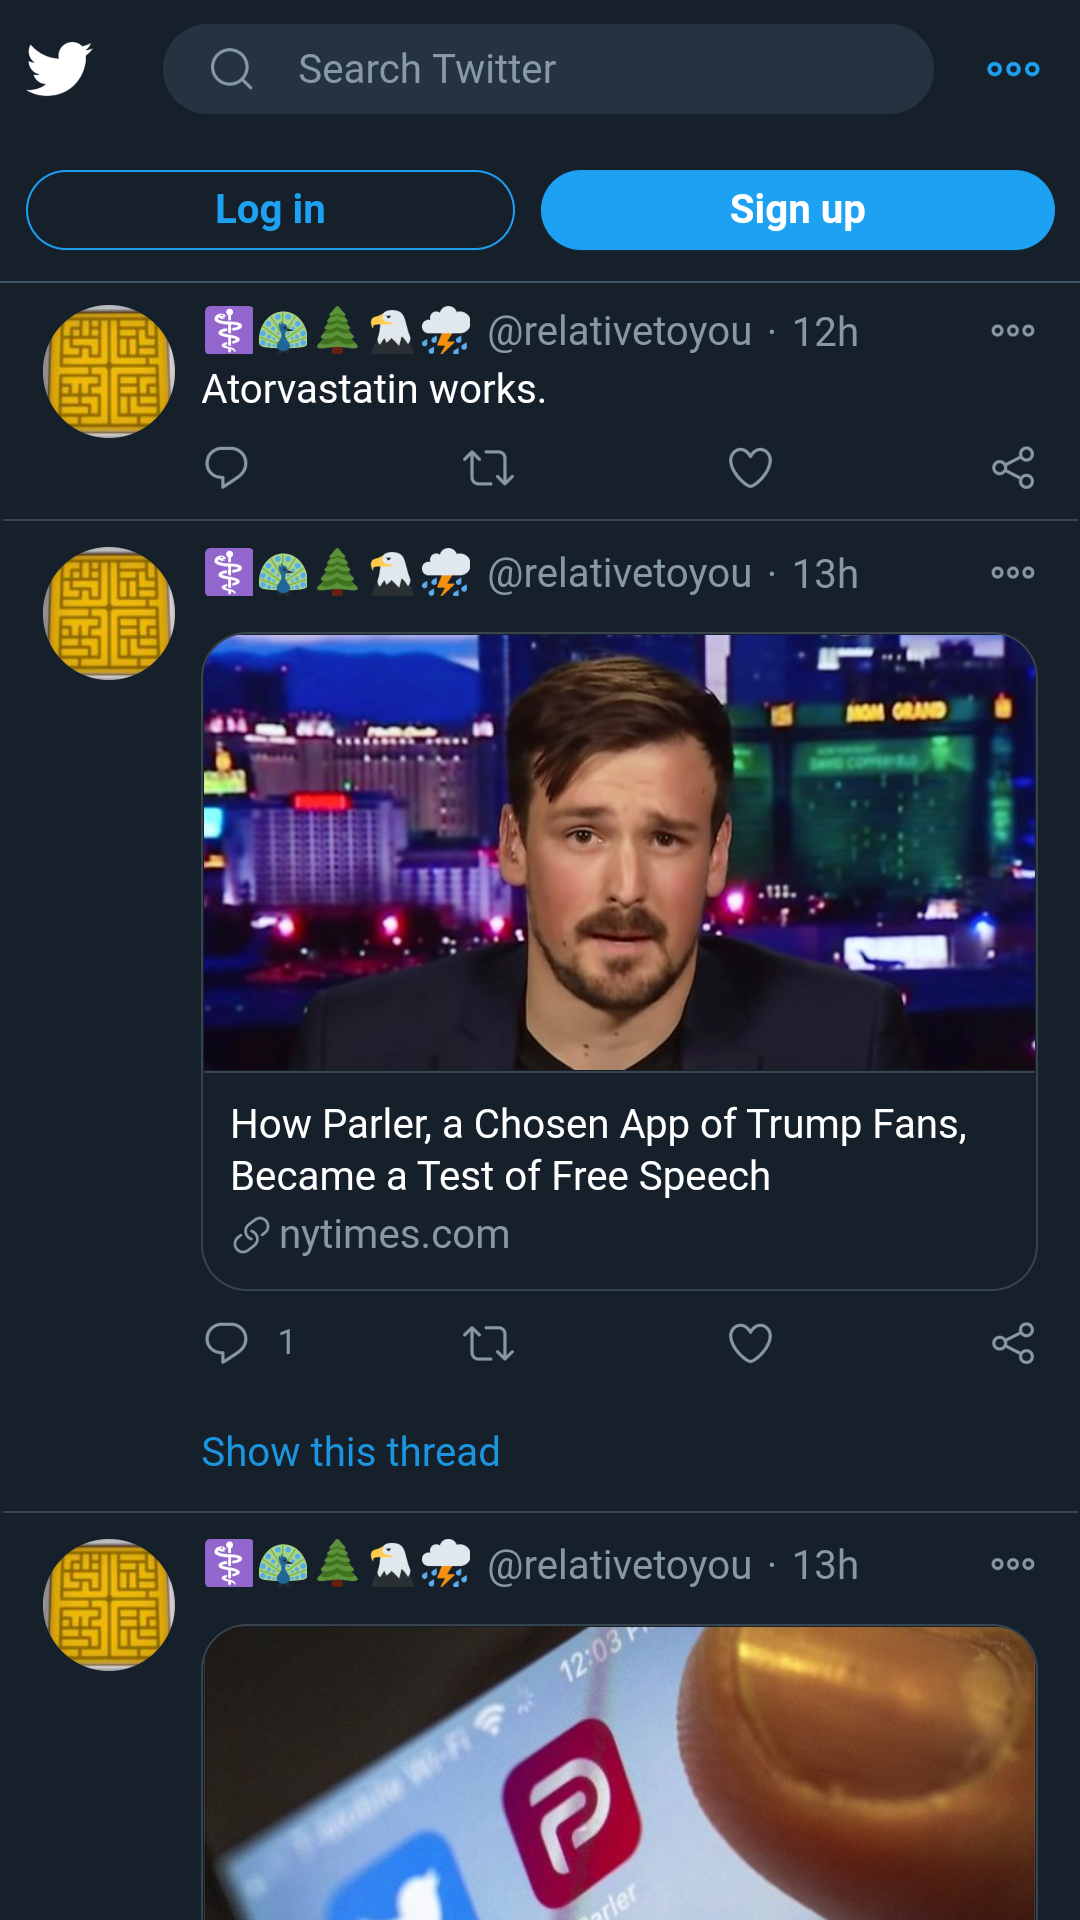 Search Twitter
Log in
Sign up
@relativetoyou · 12h
Atorvastatin works.
@relativetoyou · 13h
MGM GRAND
DAVID COPPERFIELD
How Parler, a Chosen App of Trump Fans,
Became a Test of Free Speech
nytimes.com
1
Show this thread
@relativetoyou · 13h
12:03 P
Wi-Fi
arler